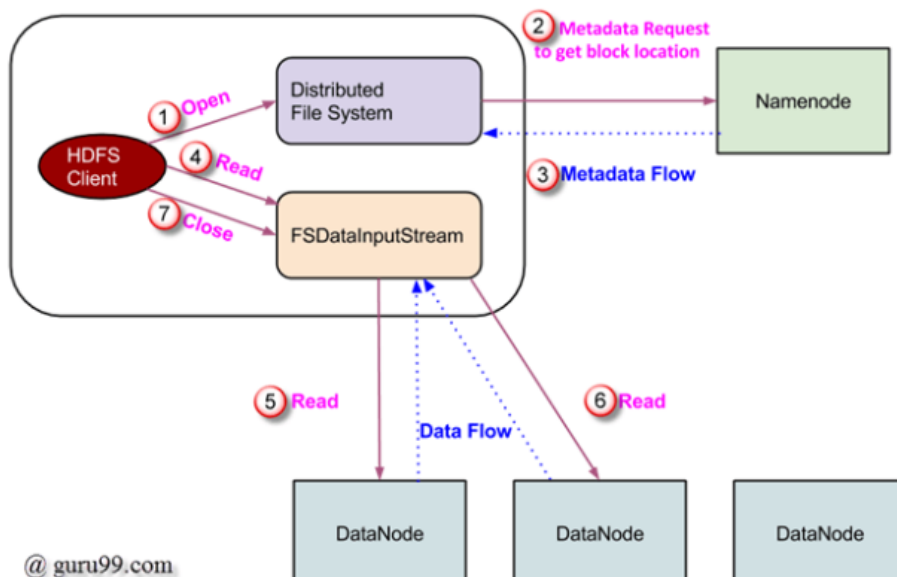 2 Metadata Request
to get block location
Distributed
File System
Namenode
1 Open
HDFS
Client
4 Read
3 Metadata Flow
7 Close
FSDataInputStream
5 Read
6 Read
Data Flow
DataNode
DataNode
DataNode
@ guru99.com